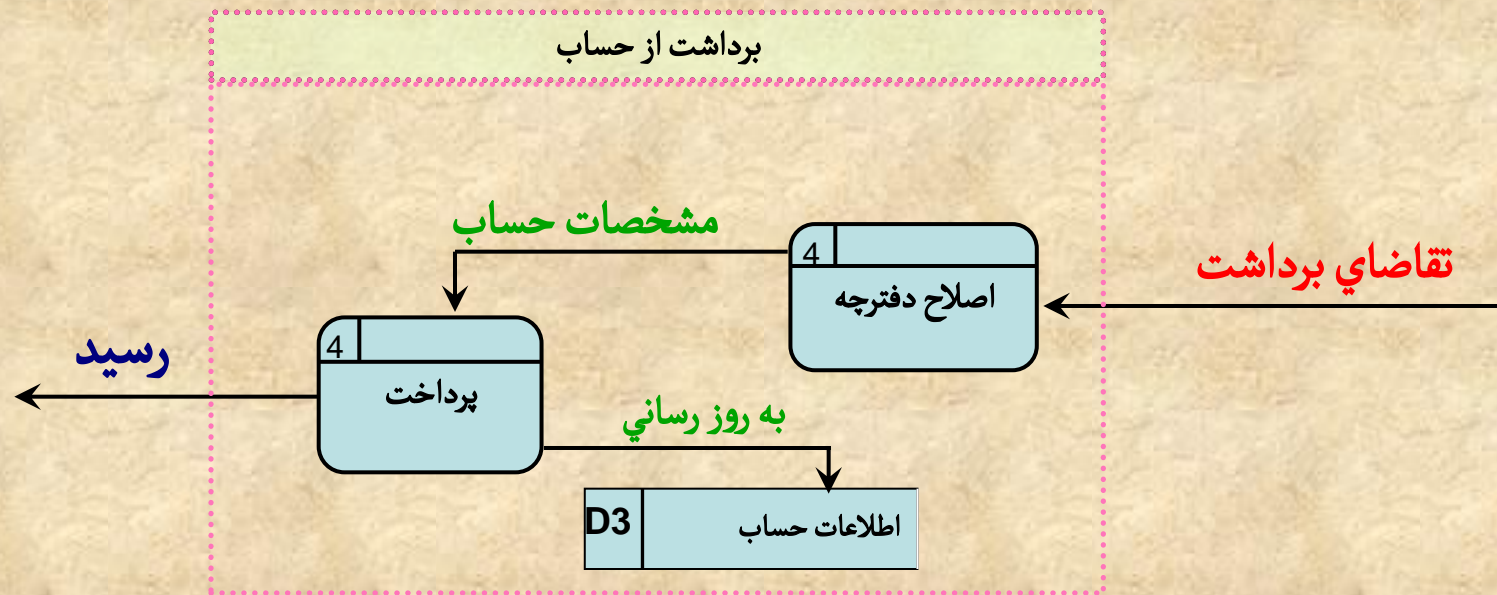 برداشت از حساب
تقاضاي برداشت
4
اصلاح دفترچه
مشخصات حساب
4
پرداخت
رسيد
به روز رساني
D3
اطلاعات حساب